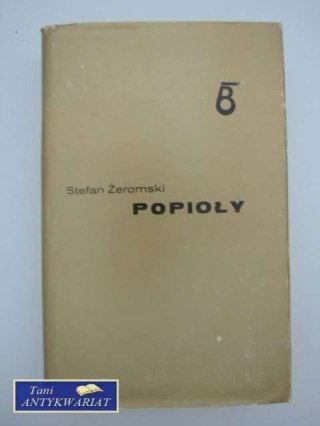 Stefan Żeromski
POPIOŁY
Tani
ANTYKWARIAT